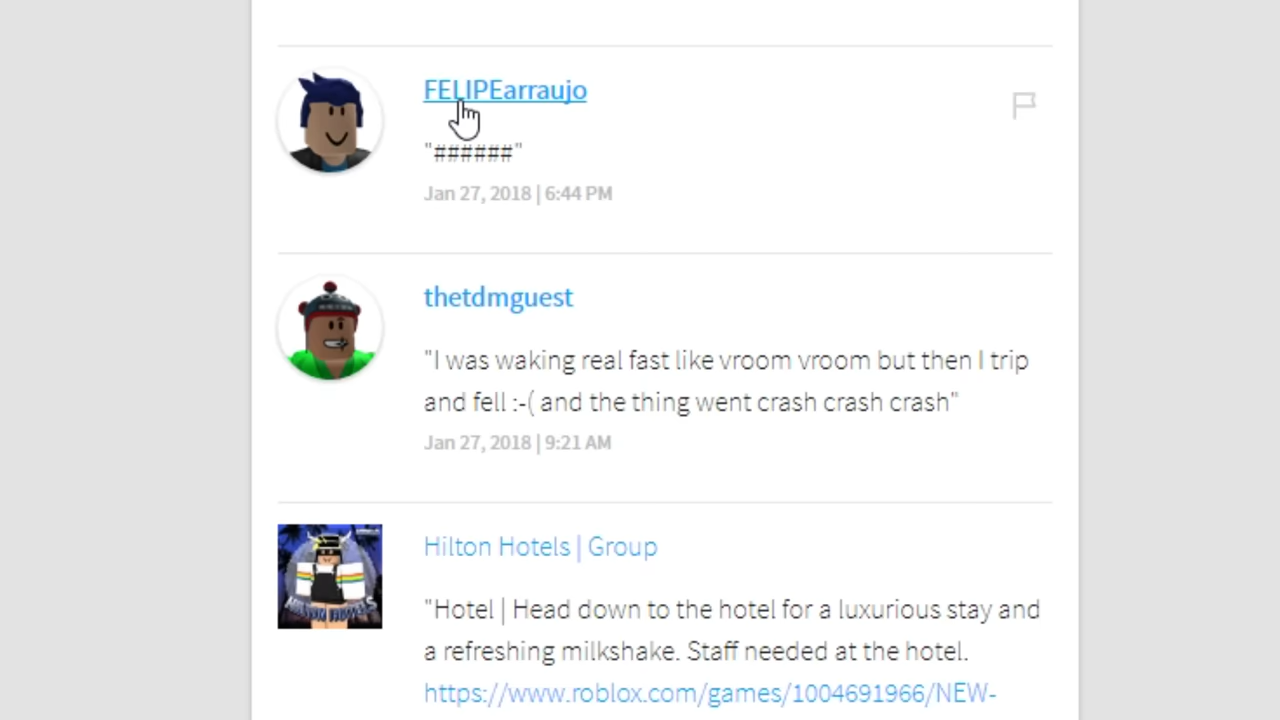 FELIPEarraujo
"######"
Jan 27, 2018 | 6:44 PM
thetdmguest
"I was waking real fast like vroom vroom but then I trip
and fell :-( and the thing went crash crash crash"
Jan 27, 2018 | 9:21 AM
Hilton Hotels | Group
HILTON HOTELS
"Hotel | Head down to the hotel for a luxurious stay and
a refreshing milkshake. Staff needed at the hotel.
https://www.roblox.com/games/1004691966/NEW-